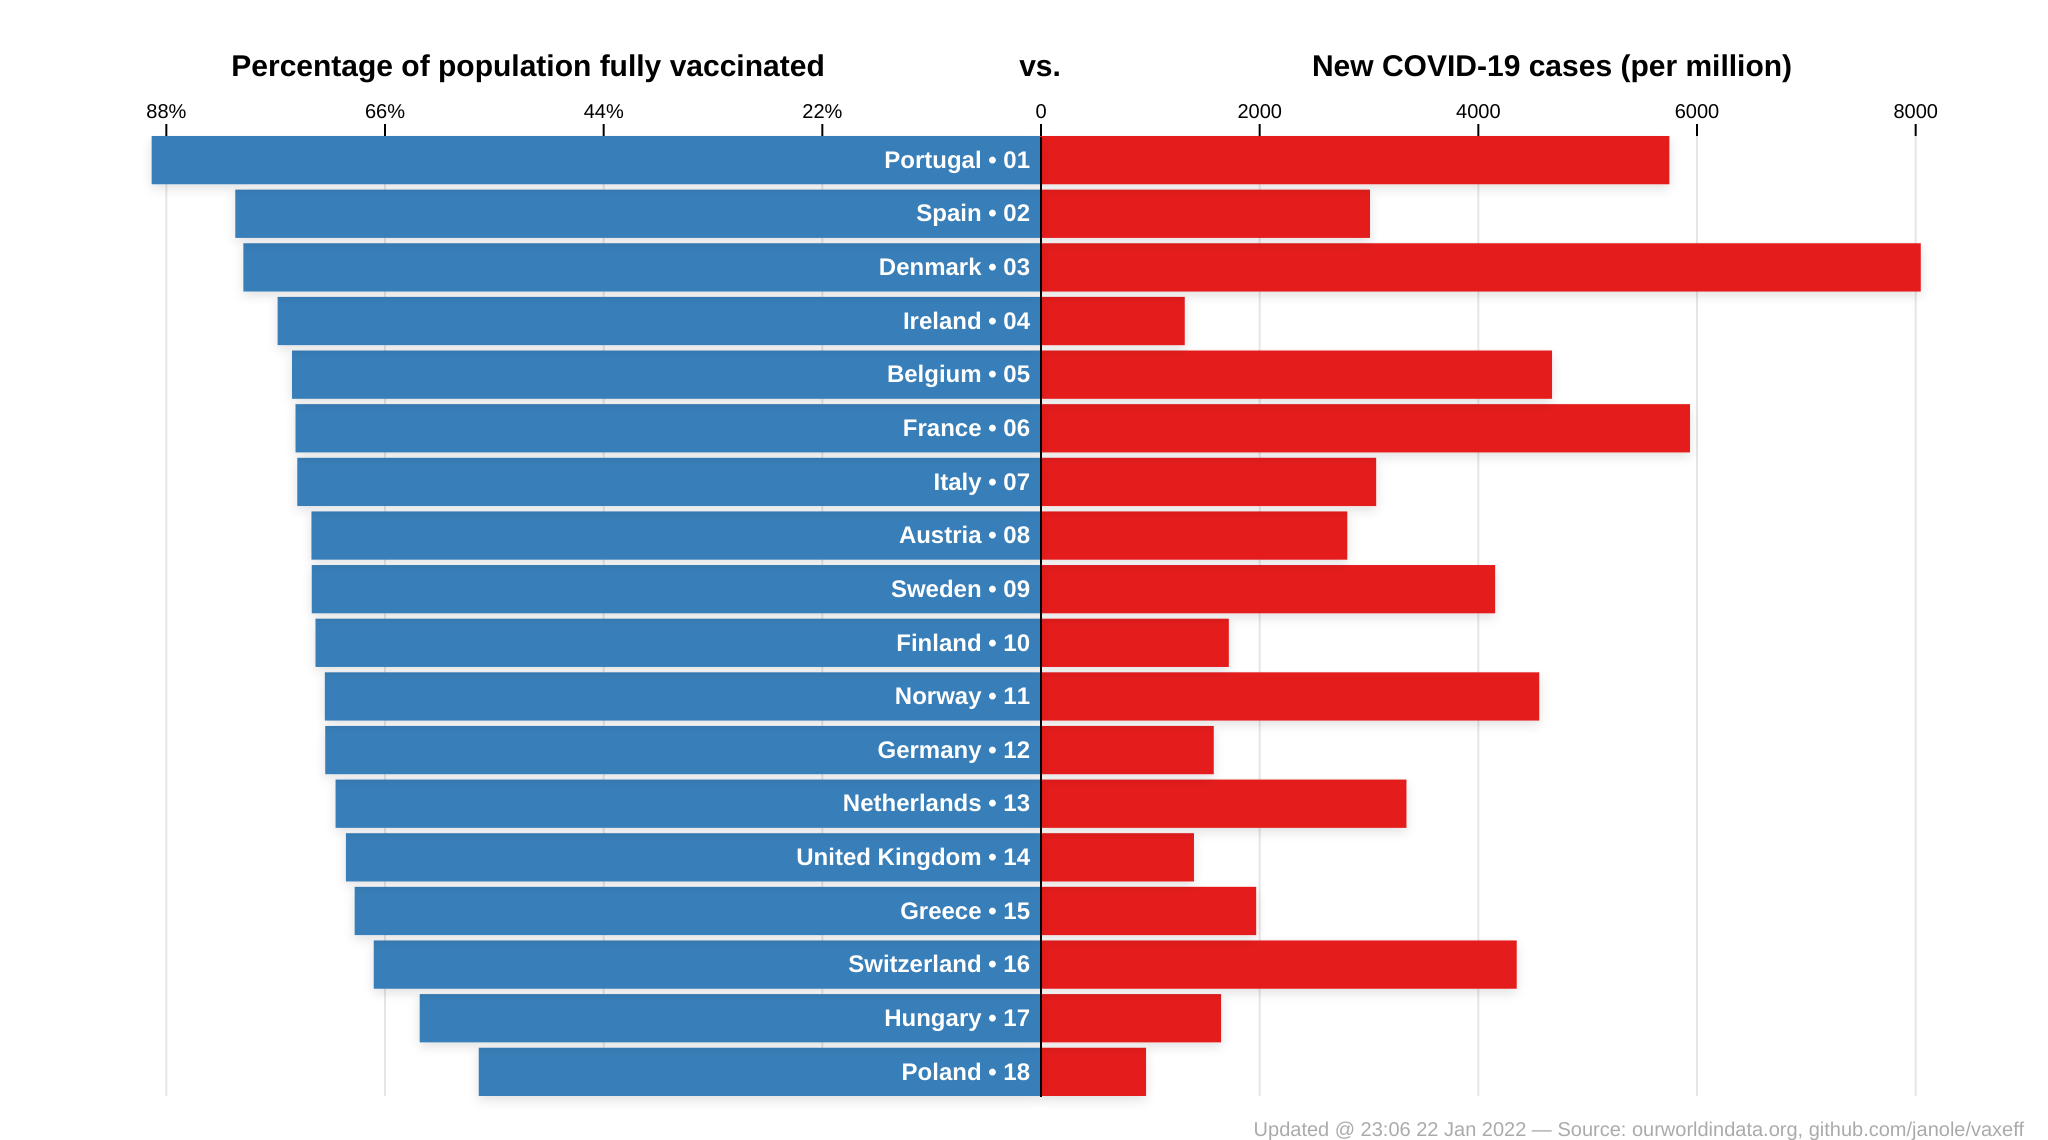 Percentage of population fully vaccinated vs. New COVID-19 cases (per million)
88% 66% 44% 22% 0 2000 4000 6000 8000
Portugal • 01
Spain • 02
Denmark • 03
Ireland • 04
Belgium • 05
France • 06
Italy • 07
Austria • 08
Sweden • 09
Finland • 10
Norway • 11
Germany • 12
Netherlands • 13
United Kingdom • 14
Greece • 15
Switzerland • 16
Hungary • 17
Poland • 18
Updated @ 23:06 22 Jan 2022 — Source: ourworldindata.org, github.com/janole/vaxeff